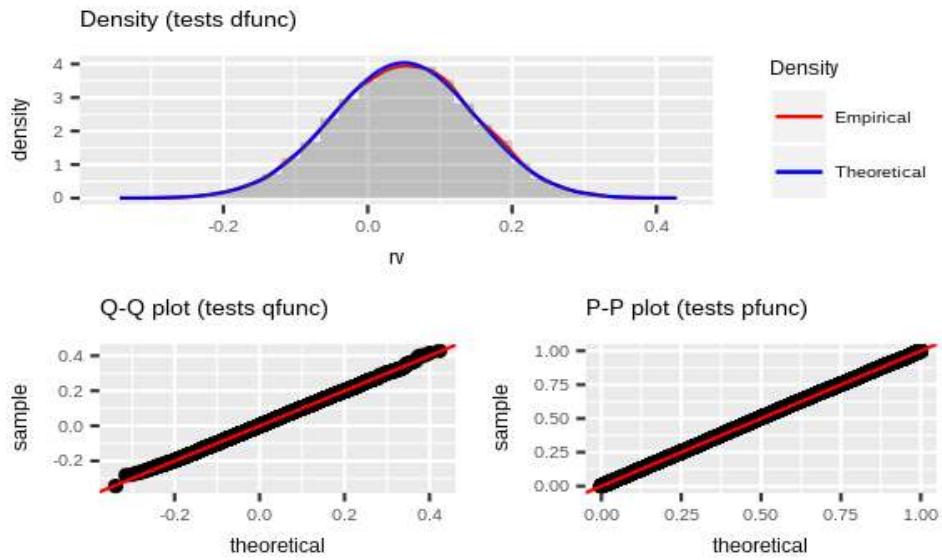 Density (tests dfunc)
4
3
2
1
0
density
-0.2 0.0 0.2 0.4
rv
Density
Empirical
Theoretical
Q-Q plot (tests qfunc)
0.4
0.2
0.0
-0.2
sample
-0.2 0.0 0.2 0.4
theoretical
P-P plot (tests pfunc)
1.00
0.75
0.50
0.25
0.00
sample
0.00 0.25 0.50 0.75 1.00
theoretical